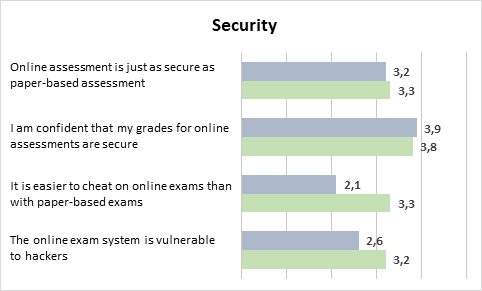 Security
Online assessment is just as secure as
paper-based assessment
3,2
3,3
I am confident that my grades for online
assessments are secure
3,9
3,8
It is easier to cheat on online exams than
with paper-based exams
2,1
3,3
The online exam system is vulnerable
to hackers
2,6
3,2